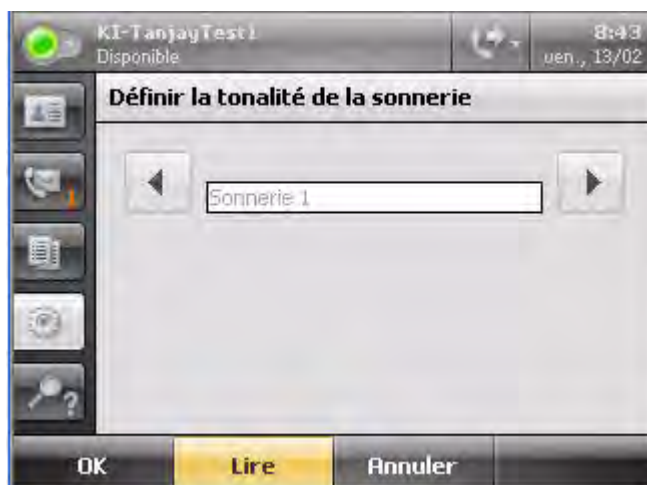 KI-TanjayTest1
Disponible
8:43
ven., 13/02
Définir la tonalité de la sonnerie
1
Sonnerie 1
?
OK
Lire
Annuler